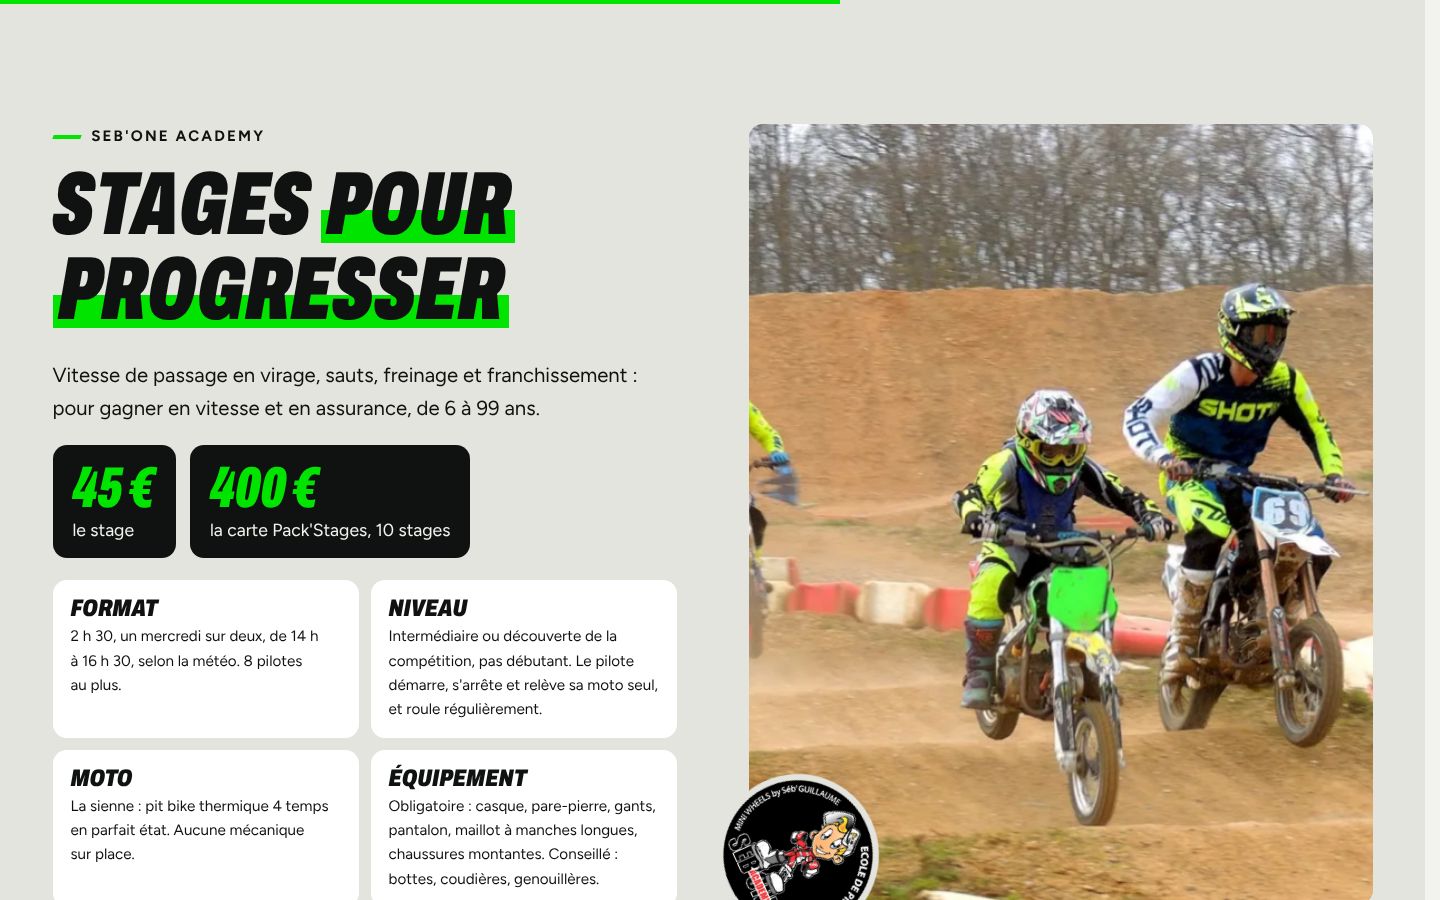 SEB'ONE ACADEMY
STAGES POUR
PROGRESSER
Vitesse de passage en virage, sauts, freinage et franchissement :
pour gagner en vitesse et en assurance, de 6 à 99 ans.
45 €
le stage
400 €
la carte Pack'Stages, 10 stages
FORMAT
2 h 30, un mercredi sur deux, de 14 h
à 16 h 30, selon la météo. 8 pilotes
au plus.
NIVEAU
Intermédiaire ou découverte de la
compétition, pas débutant. Le pilote
démarre, s'arrête et relève sa moto seul,
et roule régulièrement.
MOTO
La sienne : pit bike thermique 4 temps
en parfait état. Aucune mécanique
sur place.
ÉQUIPEMENT
Obligatoire : casque, pare-pierre, gants,
pantalon, maillot à manches longues,
chaussures montantes. Conseillé :
bottes, coudières, genouillères.
SHOT
SHOT
69
MINI WHEELS by Séb' GUILLAUME
ECOLE DE
SEB
ACADEMY